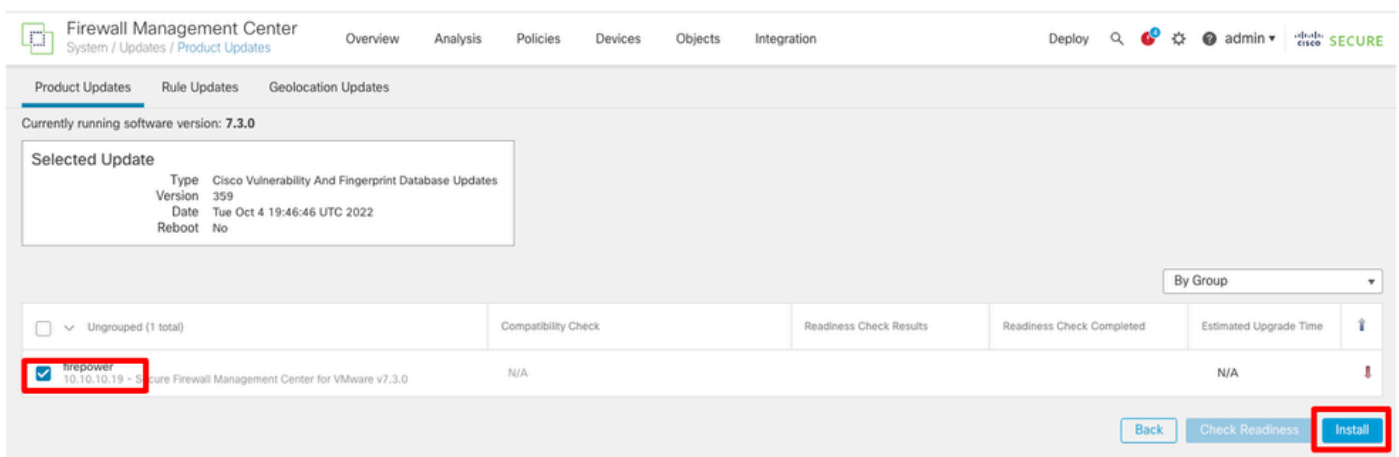 Firewall Management Center
System / Updates / Product Updates
Overview Analysis Policies Devices Objects Integration
Deploy 4 admin cisco SECURE
Product Updates Rule Updates Geolocation Updates
Currently running software version: 7.3.0
Selected Update
Type Cisco Vulnerability And Fingerprint Database Updates
Version 359
Date Tue Oct 4 19:46:46 UTC 2022
Reboot No
By Group
Ungrouped (1 total) Compatibility Check Readiness Check Results Readiness Check Completed Estimated Upgrade Time
firepower
10.10.10.19 - Secure Firewall Management Center for VMware v7.3.0 N/A N/A
Back Check Readiness Install